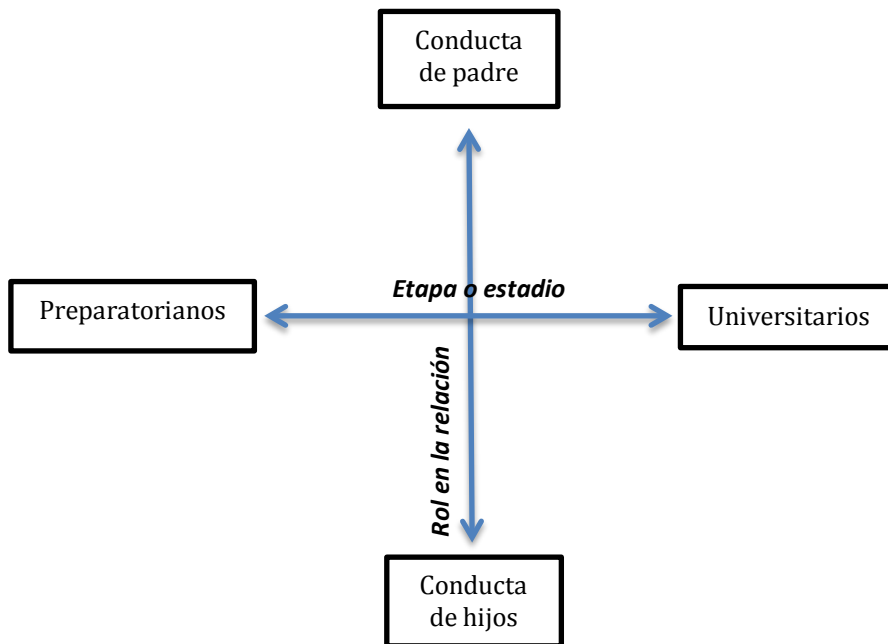 Conducta
de padre
Etapa o estadio
Preparatorianos
Universitarios
Rol en la relación
Conducta
de hijos